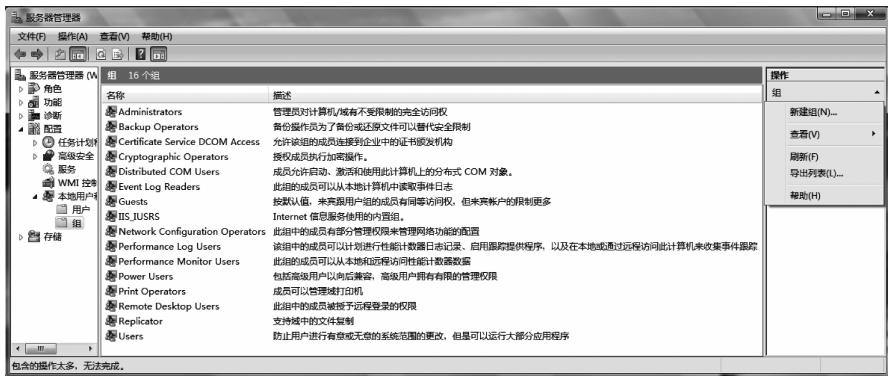 服务器管理器
文件(F) 操作(A) 查看(V) 帮助(H)
服务器管理器 (W
角色
功能
诊断
配置
任务计划
高级安全
服务
WMI 控制
本地用户和
用户
组
存储
组 16 个组
名称 描述
Administrators 管理员对计算机/域有不受限制的完全访问权
Backup Operators 备份操作员为了备份或还原文件可以替代安全限制
Certificate Service DCOM Access 允许该组的成员连接到企业中的证书颁发机构
Cryptographic Operators 授权成员执行加密操作。
Distributed COM Users 成员允许启动、激活和使用此计算机上的分布式 COM 对象。
Event Log Readers 此组的成员可以从本地计算机中读取事件日志
Guests 按默认值，来宾跟用户组的成员有同等访问权，但来宾帐户的限制更多
IIS_IUSRS Internet 信息服务使用的内置组。
Network Configuration Operators 此组中的成员有部分管理权限来管理网络功能的配置
Performance Log Users 该组中的成员可以计划进行性能计数器日志记录、启用跟踪提供程序，以及在本地或通过远程访问此计算机来收集事件跟踪
Performance Monitor Users 此组的成员可以从本地和远程访问性能计数器数据
Power Users 包括高级用户以向后兼容，高级用户拥有有限的管理权限
Print Operators 成员可以管理域打印机
Remote Desktop Users 此组中的成员被授予远程登录的权限
Replicator 支持域中的文件复制
Users 防止用户进行有意或无意的系统范围的更改，但是可以运行大部分应用程序
操作
组
新建组(N)...
查看(V)
刷新(F)
导出列表(L)...
帮助(H)
包含的操作太多，无法完成。